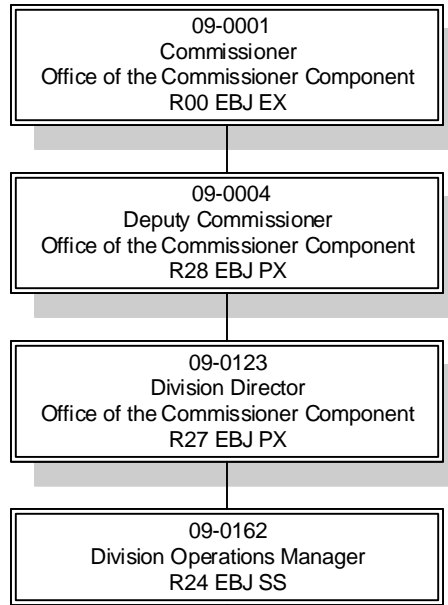 09-0001
Commissioner
Office of the Commissioner Component
R00 EBJ EX
09-0004
Deputy Commissioner
Office of the Commissioner Component
R28 EBJ PX
09-0123
Division Director
Office of the Commissioner Component
R27 EBJ PX
09-0162
Division Operations Manager
R24 EBJ SS